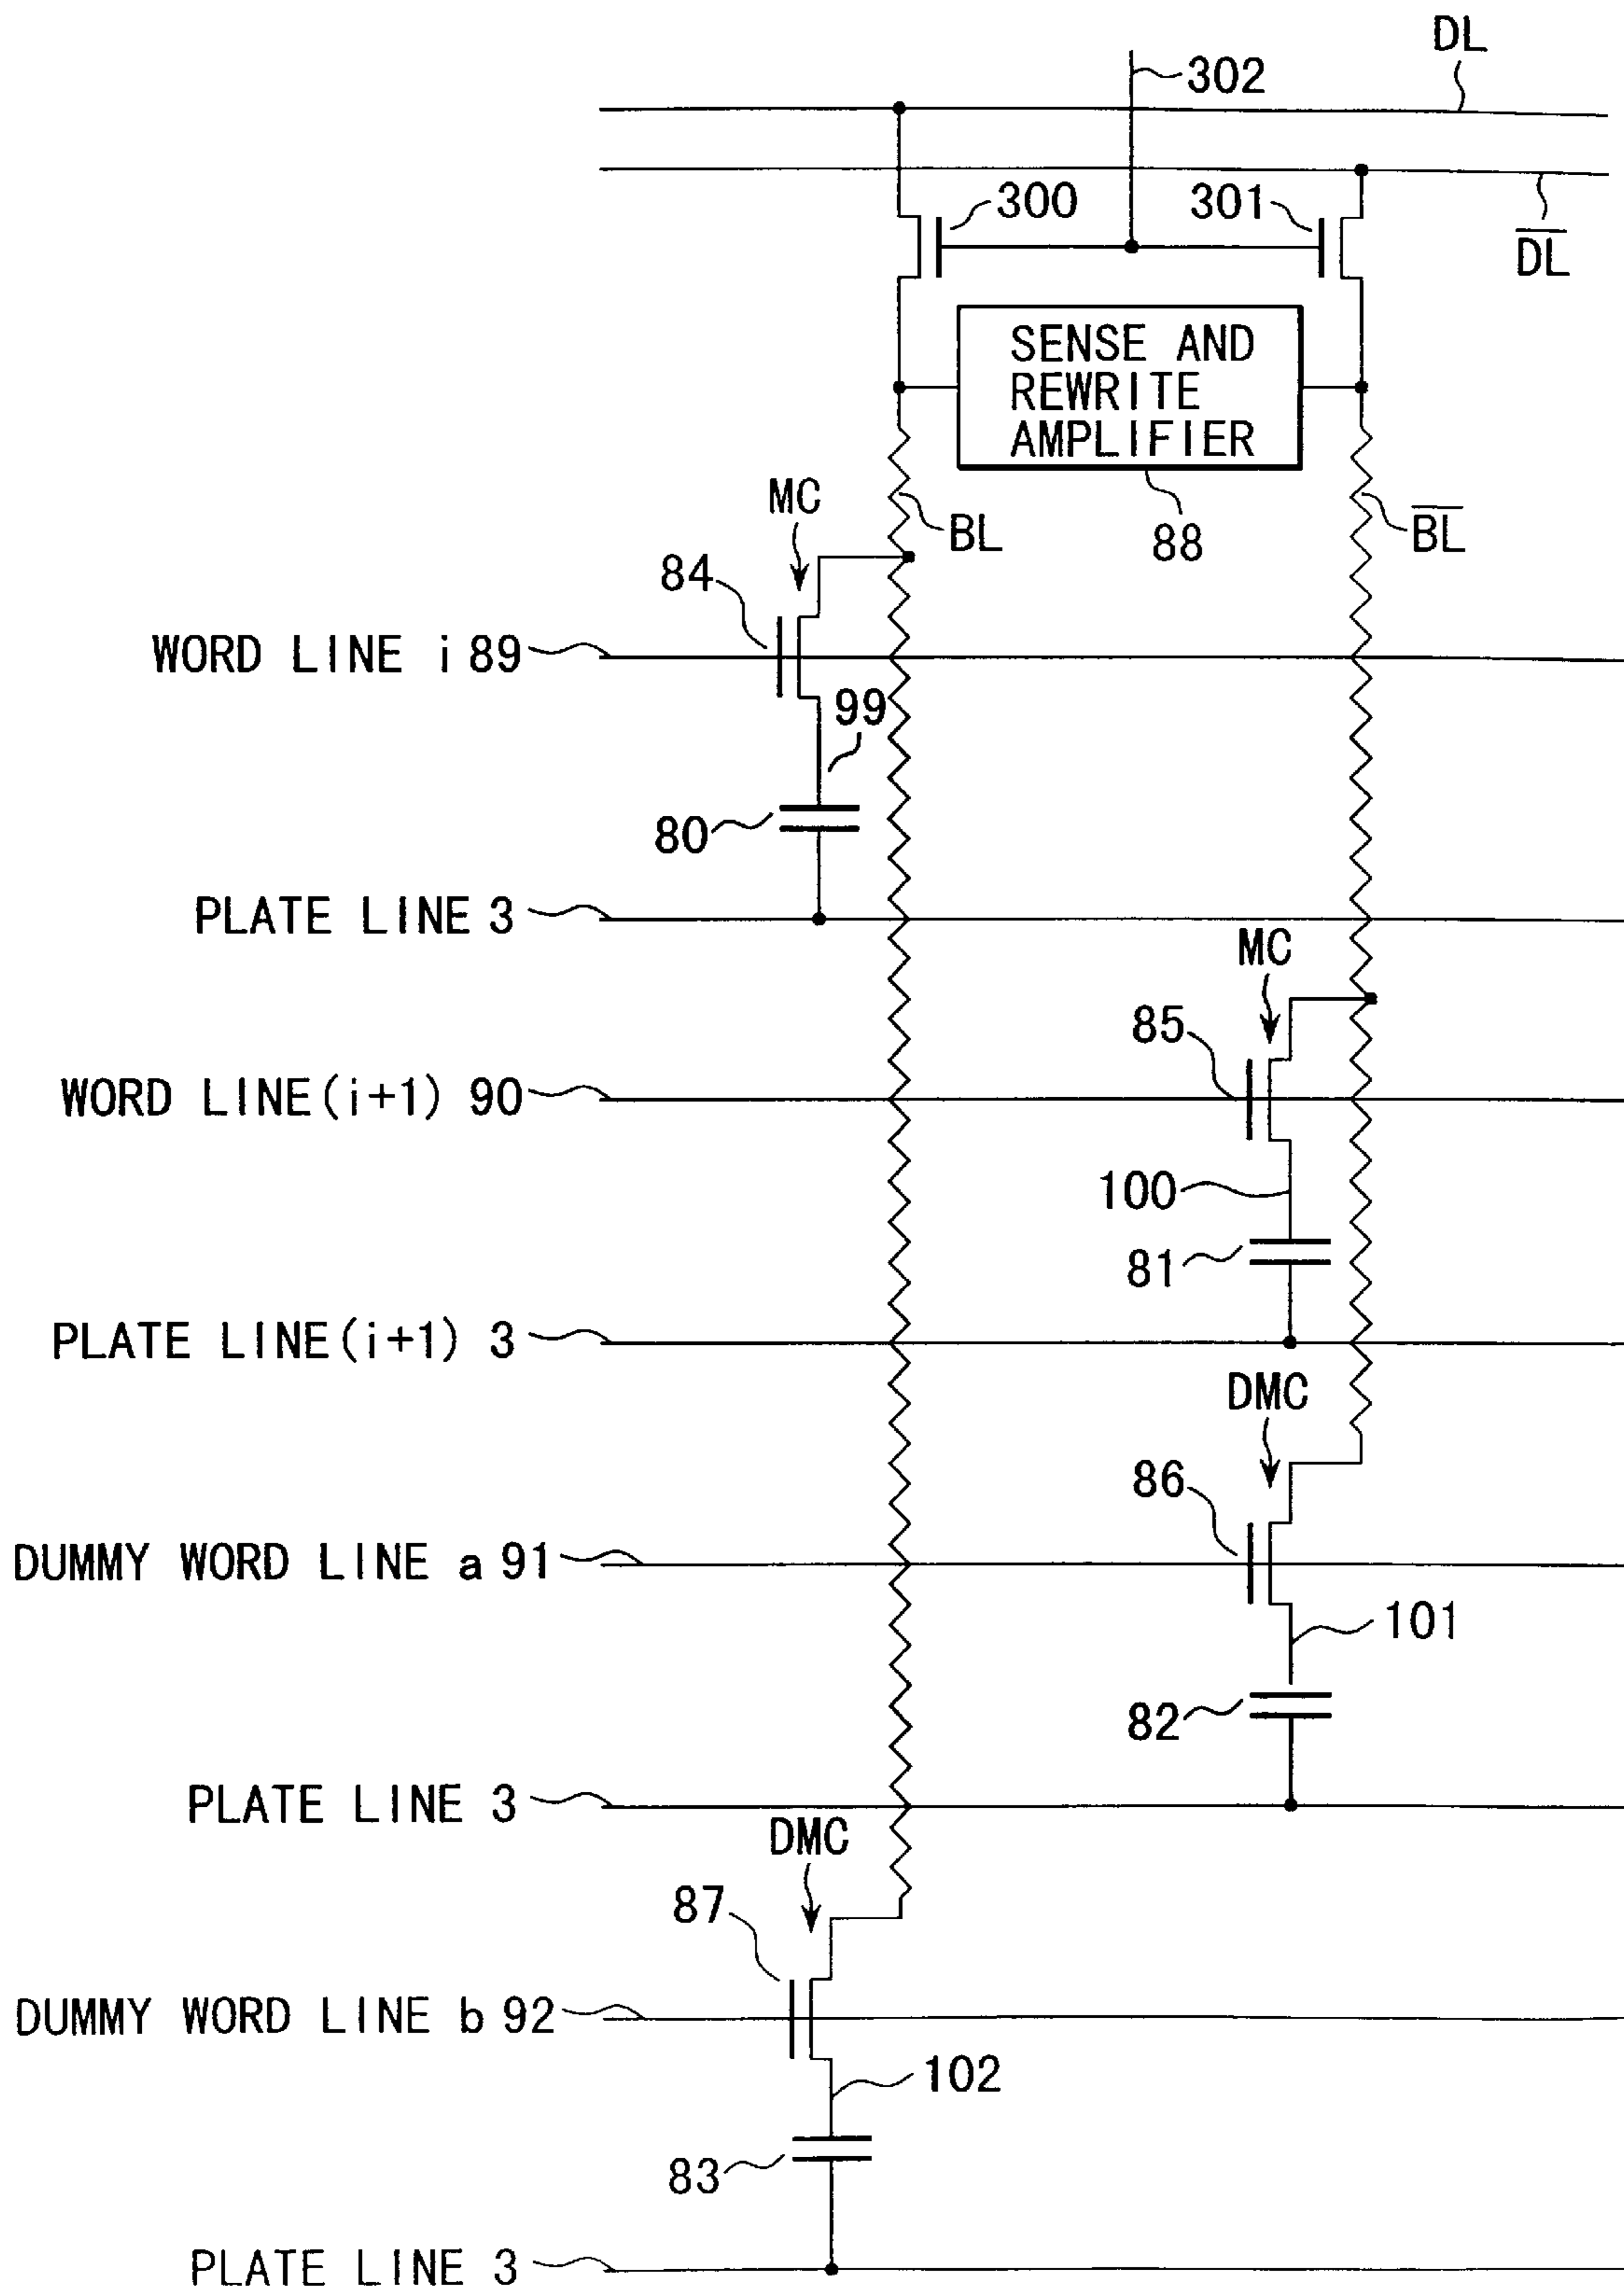 DL
302
300
301
D̅L̅
SENSE AND
REWRITE
AMPLIFIER
MC
BL
88
B̅L̅
84
WORD LINE i 89
99
80
PLATE LINE 3
MC
85
WORD LINE(i+1) 90
100
81
PLATE LINE(i+1) 3
DMC
86
DUMMY WORD LINE a 91
101
82
PLATE LINE 3
DMC
87
DUMMY WORD LINE b 92
102
83
PLATE LINE 3